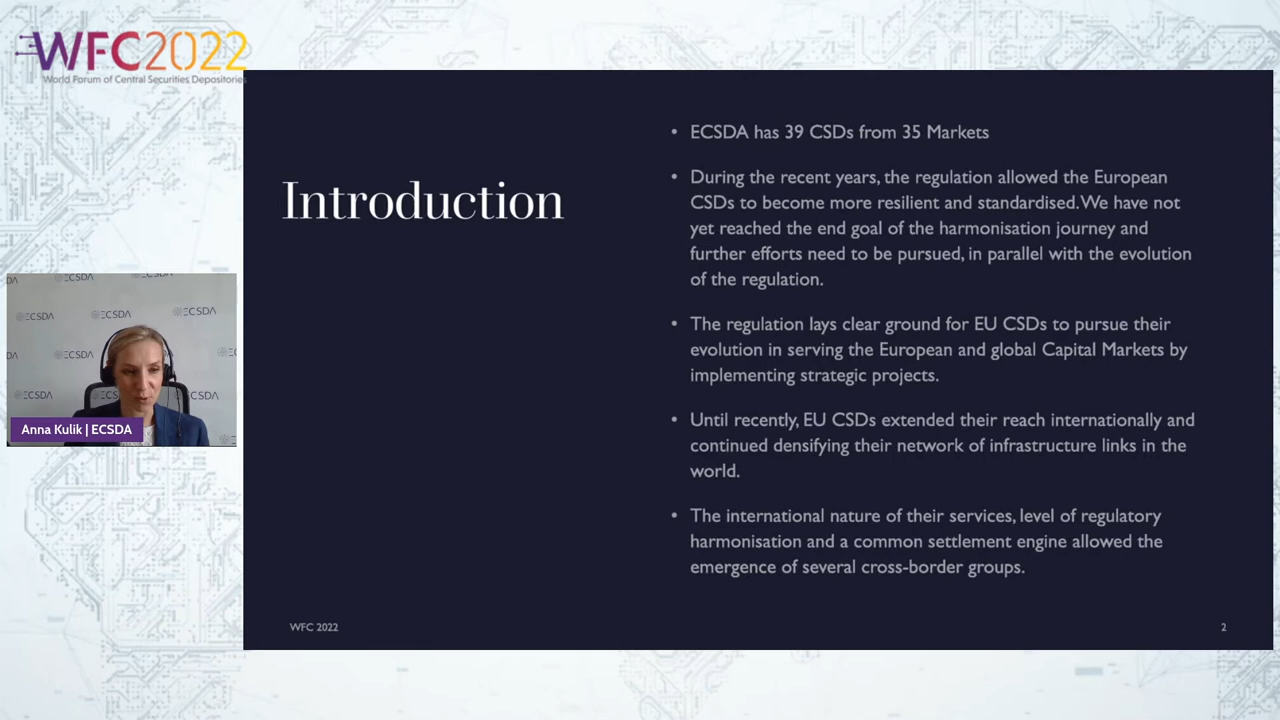 WFC2022
World Forum of Central Securities Depositories
Introduction
• ECSDA has 39 CSDs from 35 Markets
• During the recent years, the regulation allowed the European
CSDs to become more resilient and standardised. We have not
yet reached the end goal of the harmonisation journey and
further efforts need to be pursued, in parallel with the evolution
of the regulation.
• The regulation lays clear ground for EU CSDs to pursue their
evolution in serving the European and global Capital Markets by
implementing strategic projects.
• Until recently, EU CSDs extended their reach internationally and
continued densifying their network of infrastructure links in the
world.
• The international nature of their services, level of regulatory
harmonisation and a common settlement engine allowed the
emergence of several cross-border groups.
WFC 2022
2
ECSDA
ECSDA
ECSDA
ECSDA
ECSDA
ECSDA
Anna Kulik | ECSDA